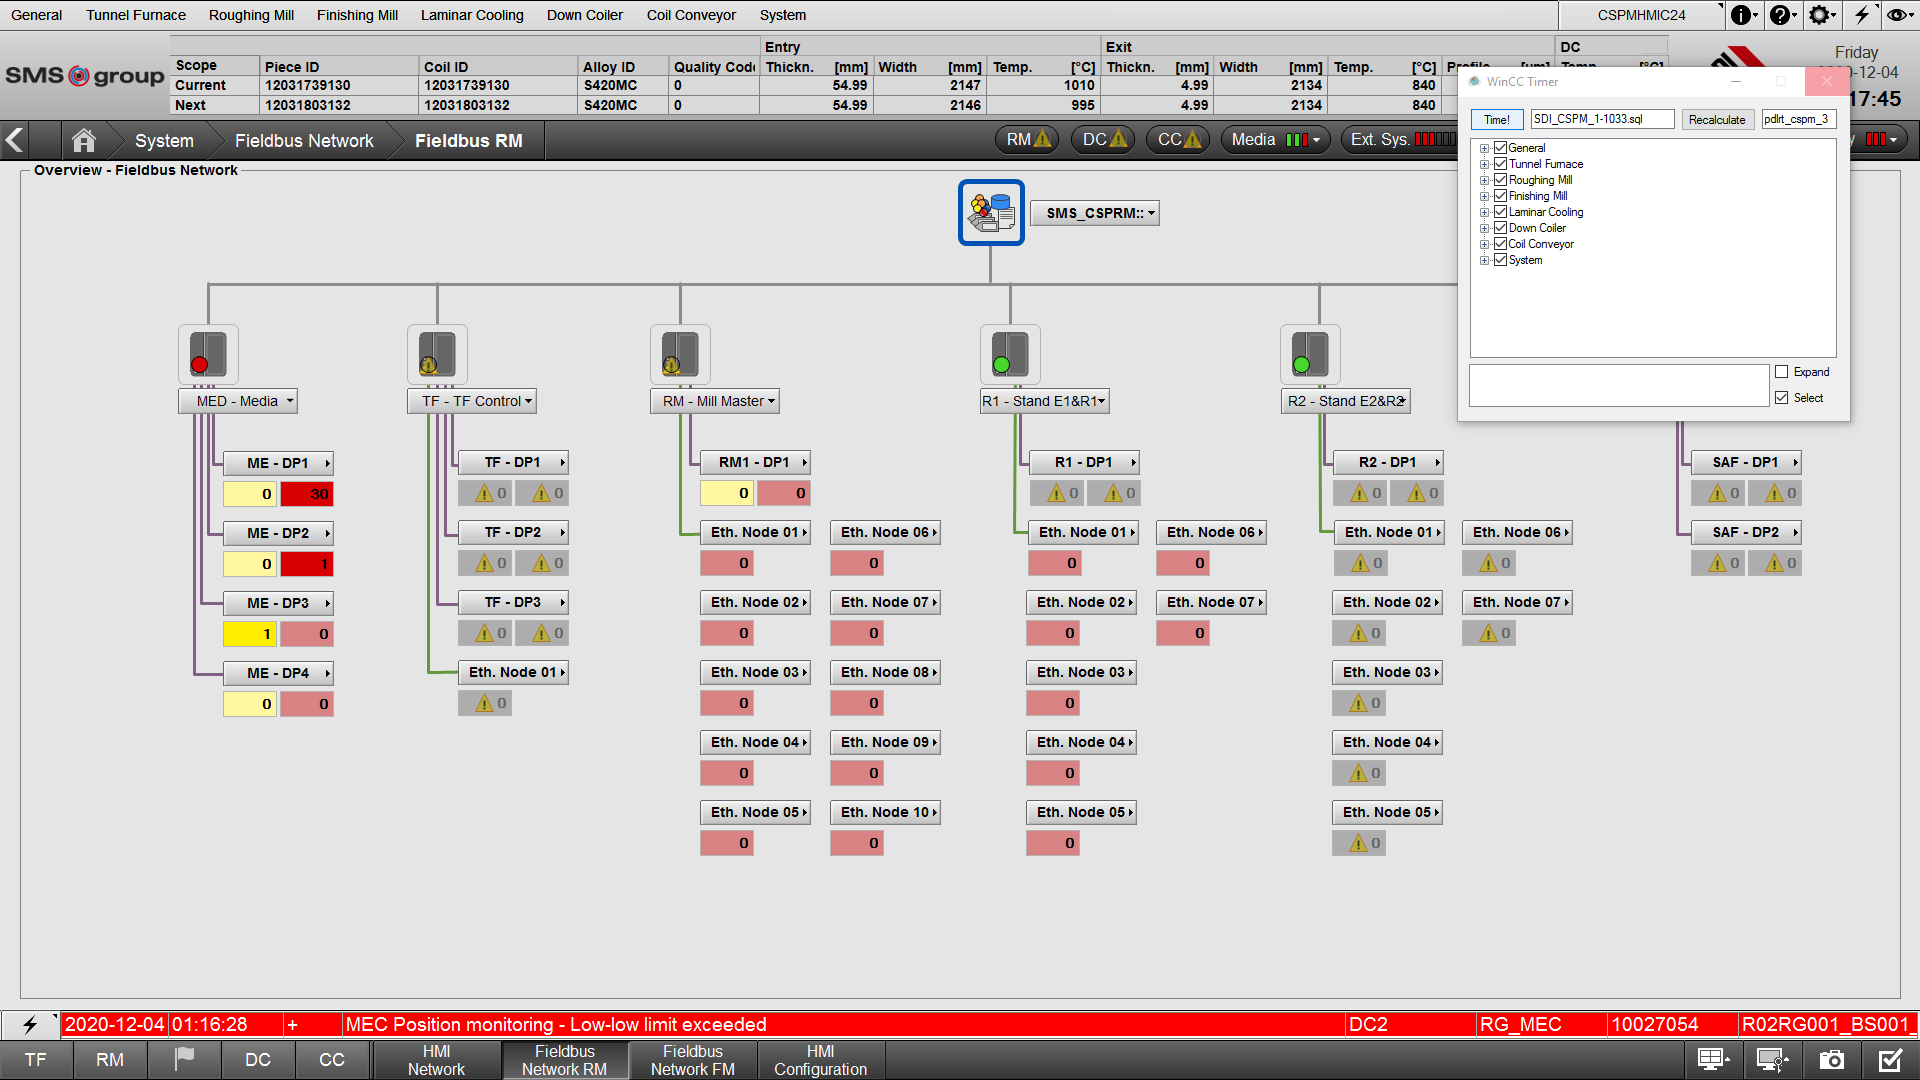 General Tunnel Furnace Roughing Mill Finishing Mill Laminar Cooling Down Coiler Coil Conveyor System CSPMHMIC24
SMS group
Entry Exit DC
Scope Piece ID Coil ID Alloy ID Quality Code Thickn. [mm] Width [mm] Temp. [°C] Thickn. [mm] Width [mm] Temp. [°C]
Current 12031739130 12031739130 S420MC 0 54.99 2147 1010 4.99 2134 840
Next 12031803132 12031803132 S420MC 0 54.99 2146 995 4.99 2134 840
Friday
-12-04
17:45
System Fieldbus Network Fieldbus RM RM DC CC Media Ext. Sys.
WinCC Timer
Time! SDI_CSPM_1-1033.sql Recalculate pdlrt_cspm_3
General
Tunnel Furnace
Roughing Mill
Finishing Mill
Laminar Cooling
Down Coiler
Coil Conveyor
System
Expand
Select
Overview - Fieldbus Network
SMS_CSPRM::
MED - Media TF - TF Control RM - Mill Master R1 - Stand E1&R1 R2 - Stand E2&R2
ME - DP1 TF - DP1 RM1 - DP1 R1 - DP1 R2 - DP1 SAF - DP1
0 30 0 0 0 0 0 0 0 0 0 0
ME - DP2 TF - DP2 Eth. Node 01 Eth. Node 06 Eth. Node 01 Eth. Node 06 Eth. Node 01 Eth. Node 06 SAF - DP2
0 1 0 0 0 0 0 0 0 0 0 0
ME - DP3 TF - DP3 Eth. Node 02 Eth. Node 07 Eth. Node 02 Eth. Node 07 Eth. Node 02 Eth. Node 07
1 0 0 0 0 0 0 0 0 0
ME - DP4 Eth. Node 01 Eth. Node 03 Eth. Node 08 Eth. Node 03 Eth. Node 03
0 0 0 0 0 0 0
Eth. Node 04 Eth. Node 09 Eth. Node 04 Eth. Node 04
0 0 0 0
Eth. Node 05 Eth. Node 10 Eth. Node 05 Eth. Node 05
0 0 0 0
2020-12-04 01:16:28 + MEC Position monitoring - Low-low limit exceeded DC2 RG_MEC 10027054 R02RG001_BS001_
TF RM DC CC HMI Network Fieldbus Network RM Fieldbus Network FM HMI Configuration